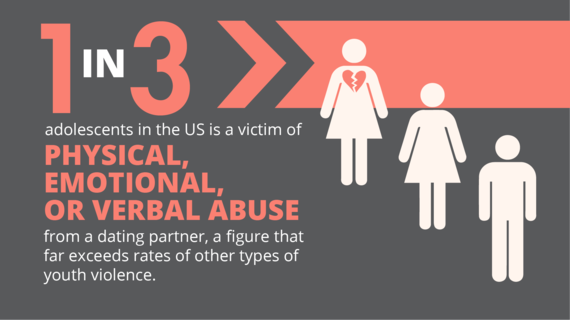 1 IN 3
adolescents in the US is a victim of
PHYSICAL,
EMOTIONAL,
OR VERBAL ABUSE
from a dating partner, a figure that
far exceeds rates of other types of
youth violence.